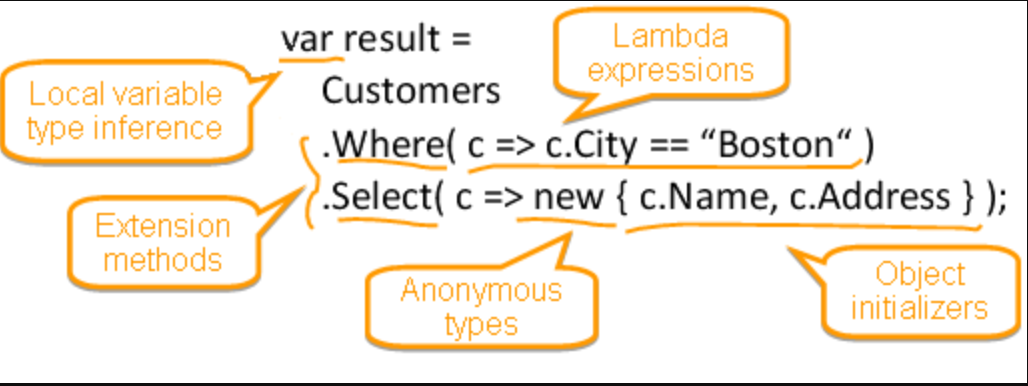 var result =
Lambda
expressions
Local variable
type inference
Customers
.Where( c => c.City == “Boston“ )
.Select( c => new { c.Name, c.Address } );
Extension
methods
Anonymous
types
Object
initializers